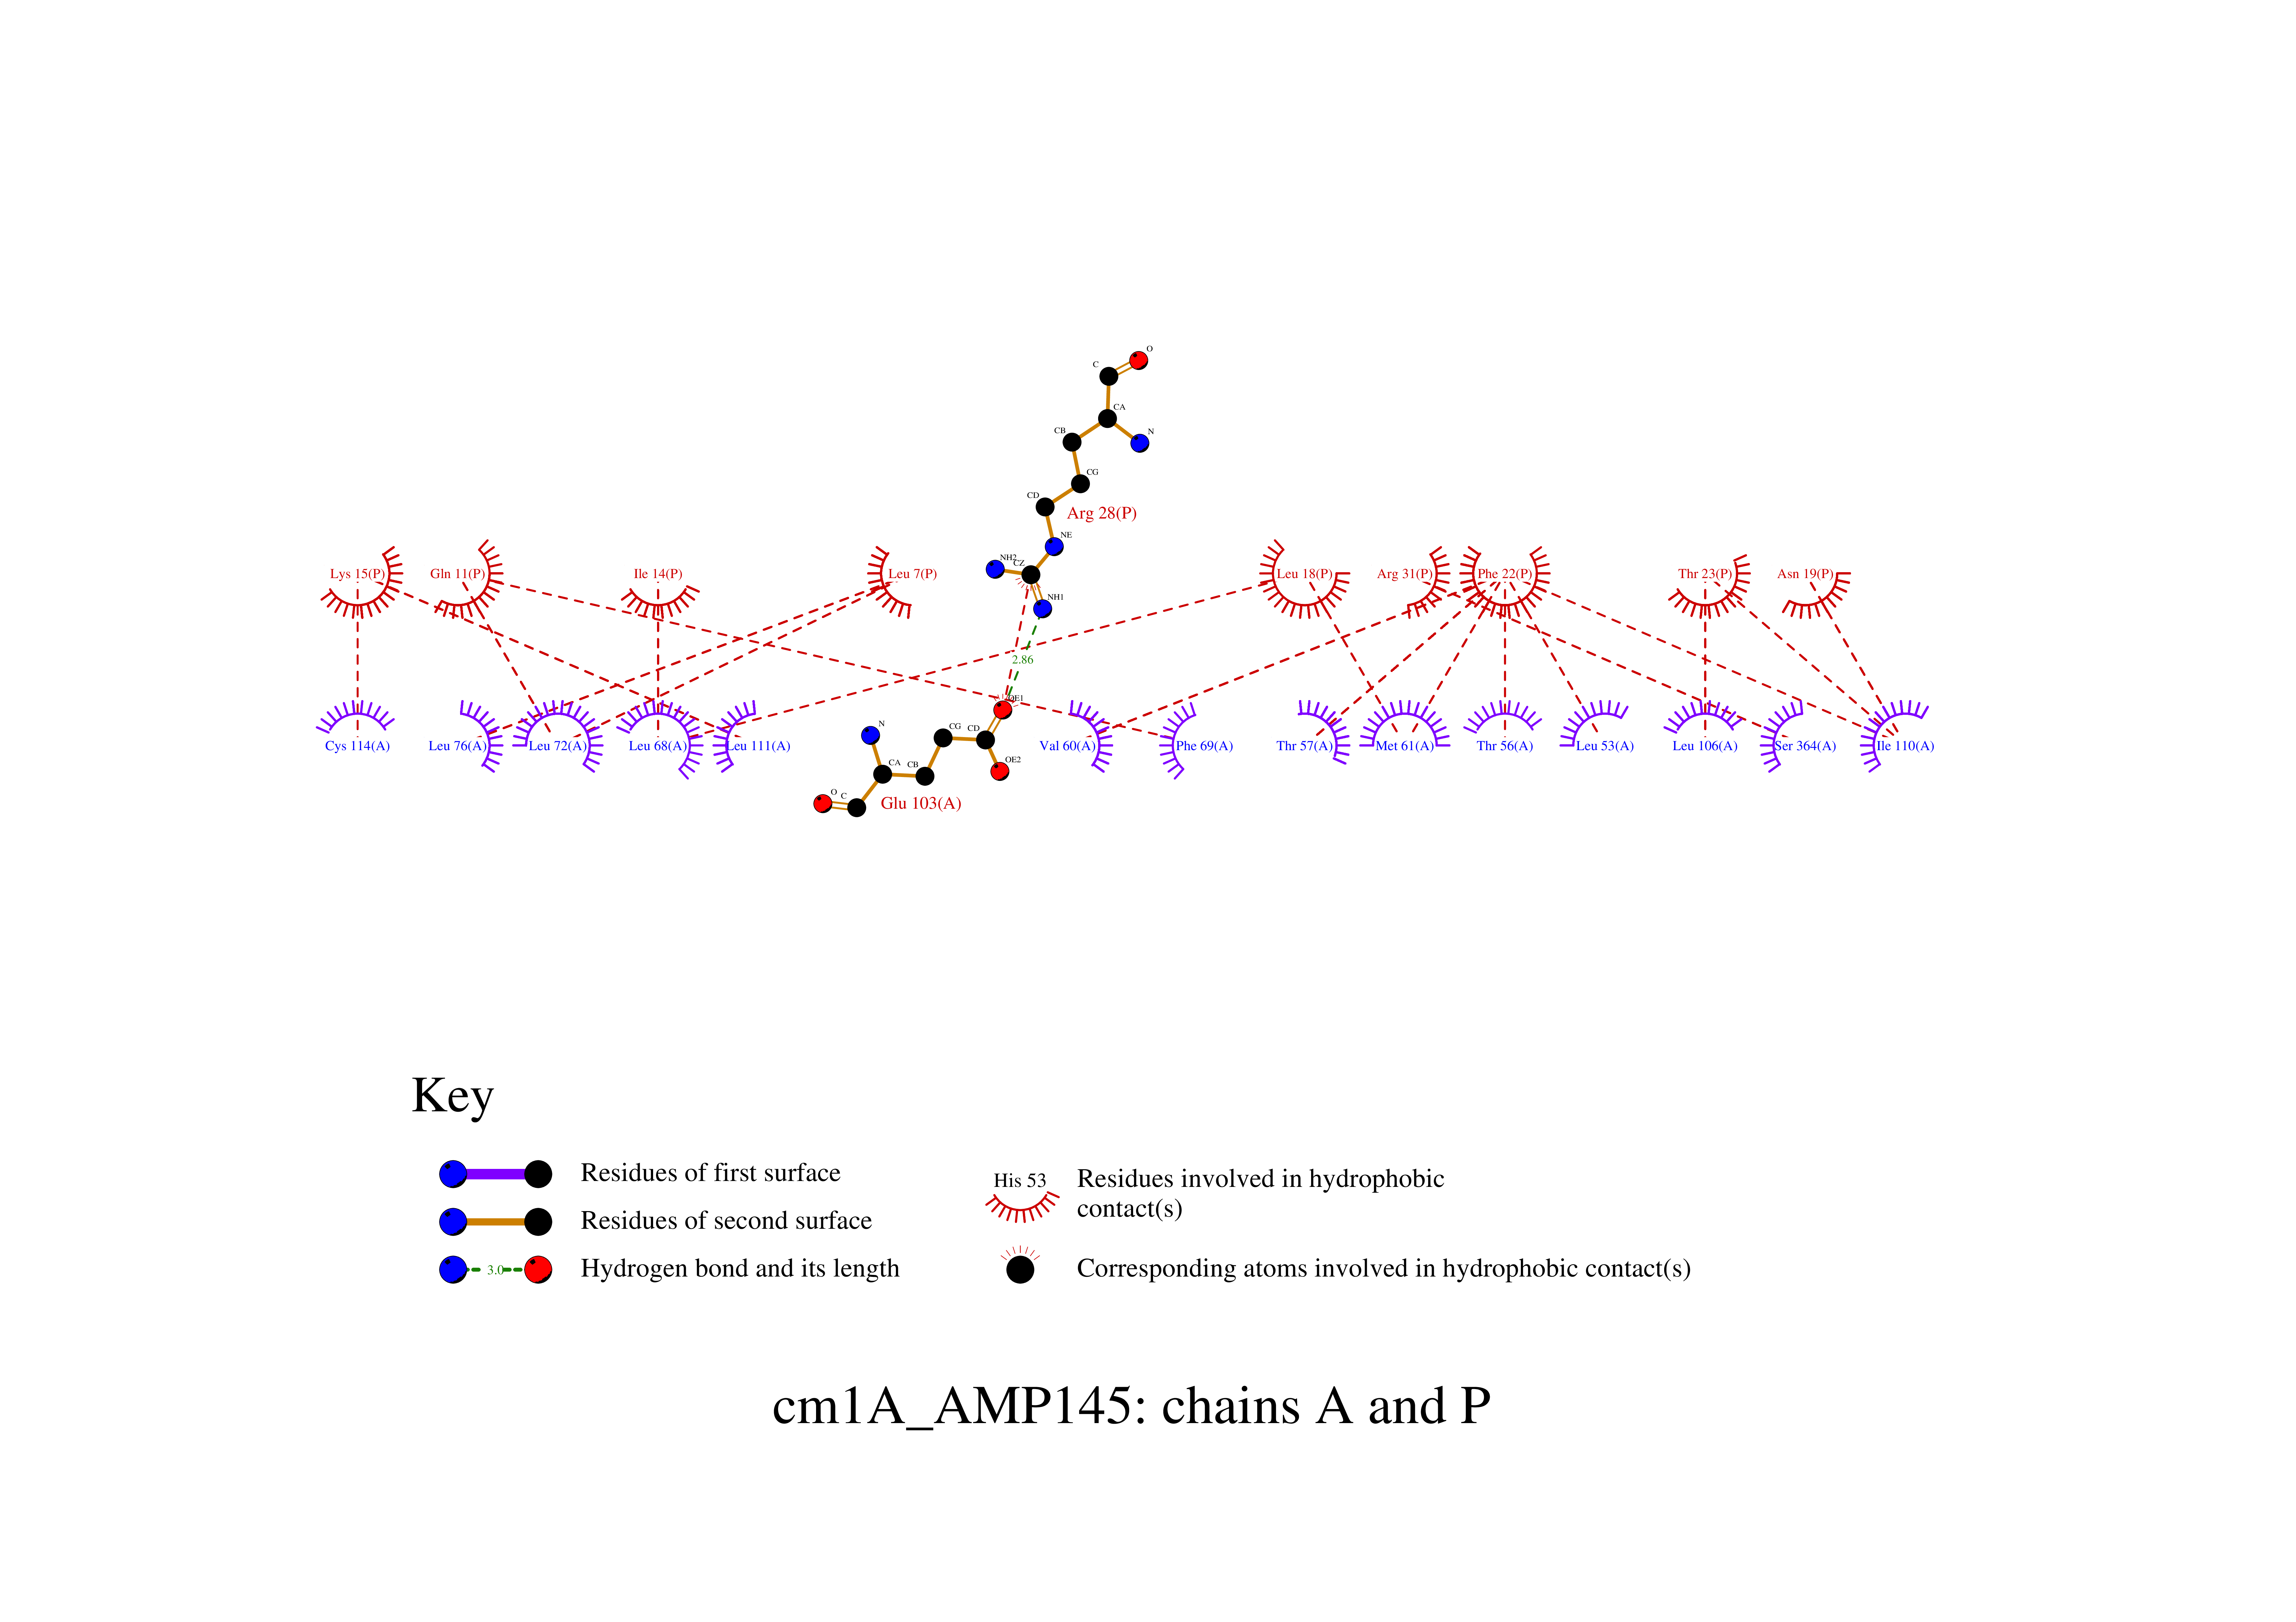 O
C
CA
CB
N
CG
CD
Arg 28(P)
NE
NH2
CZ
Lys 15(P) Gln 11(P) Ile 14(P) Leu 7(P) Leu 18(P) Arg 31(P) Phe 22(P) Thr 23(P) Asn 19(P)
NH1
2.86
OE1
N
CG CD
Cys 114(A) Leu 76(A) Leu 72(A) Leu 68(A) Leu 111(A) Val 60(A) Phe 69(A) Thr 57(A) Met 61(A) Thr 56(A) Leu 53(A) Leu 106(A) Ser 364(A) Ile 110(A)
OE2
CA CB
O C
Glu 103(A)
Key
Residues of first surface
Residues of second surface
3.0 Hydrogen bond and its length
His 53 Residues involved in hydrophobic
contact(s)
Corresponding atoms involved in hydrophobic contact(s)
cm1A_AMP145: chains A and P